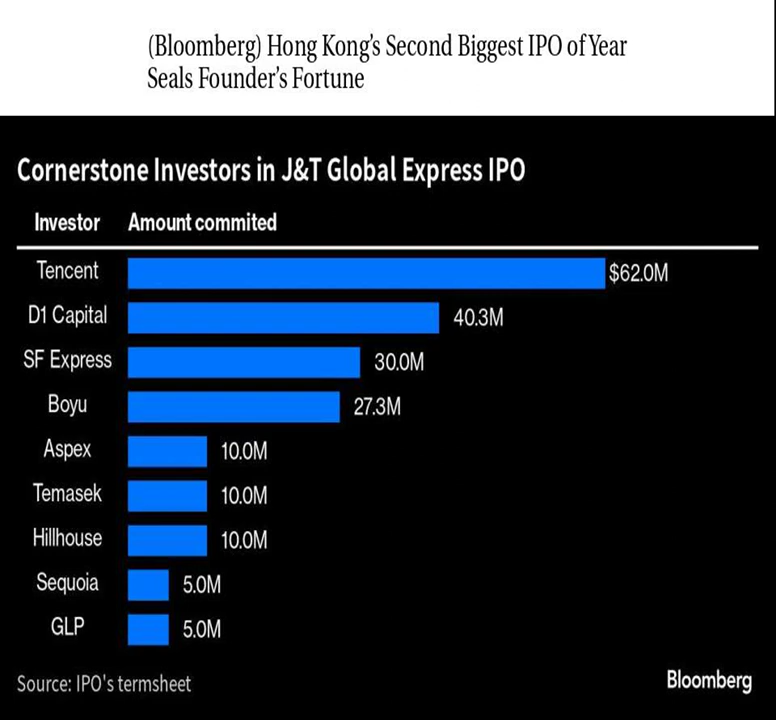 (Bloomberg) Hong Kong's Second Biggest IPO of Year
Seals Founder's Fortune
Cornerstone Investors in J&T Global Express IPO
Investor Amount commited
Tencent $62.0M
D1 Capital 40.3M
SF Express 30.0M
Boyu 27.3M
Aspex 10.0M
Temasek 10.0M
Hillhouse 10.0M
Sequoia 5.0M
GLP 5.0M
Source: IPO's termsheet Bloomberg